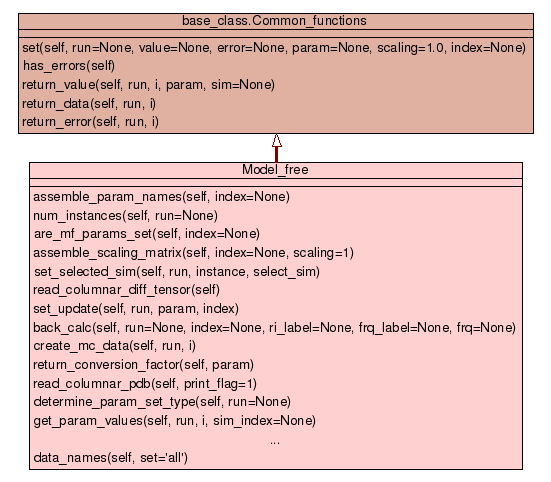 base_class.Common_functions
set(self, run=None, value=None, error=None, param=None, scaling=1.0, index=None)
has_errors(self)
return_value(self, run, i, param, sim=None)
return_data(self, run, i)
return_error(self, run, i)
Model_free
assemble_param_names(self, index=None)
num_instances(self, run=None)
are_mf_params_set(self, index=None)
assemble_scaling_matrix(self, index=None, scaling=1)
set_selected_sim(self, run, instance, select_sim)
read_columnar_diff_tensor(self)
set_update(self, run, param, index)
back_calc(self, run=None, index=None, ri_label=None, frq_label=None, frq=None)
create_mc_data(self, run, i)
return_conversion_factor(self, param)
read_columnar_pdb(self, print_flag=1)
determine_param_set_type(self, run=None)
get_param_values(self, run, i, sim_index=None)
...
data_names(self, set='all')